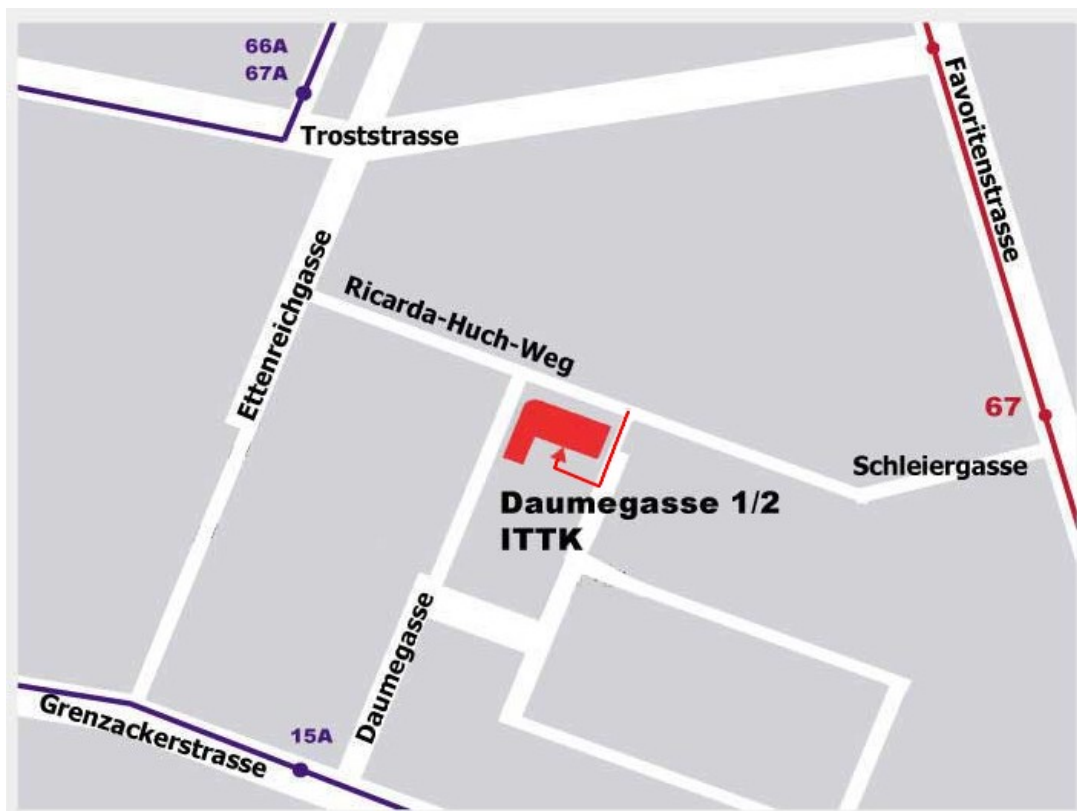 66A
67A
Troststrasse
Favoritenstrasse
Ettenreichgasse
Ricarda-Huch-Weg
67
Schleiergasse
Daumegasse 1/2
ITTK
Daumegasse
Grenzackerstrasse
15A